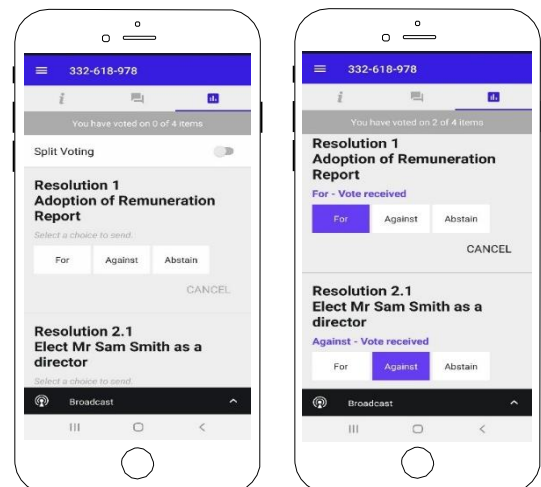 332-618-978
You have voted on 0 of 4 items
Split Voting
Resolution 1
Adoption of Remuneration
Report
Select a choice to send.
For Against Abstain
CANCEL
Resolution 2.1
Elect Mr Sam Smith as a
director
Select a choice to send
Broadcast
332-618-978
You have voted on 2 of 4 items
Resolution 1
Adoption of Remuneration
Report
For - Vote received
For Against Abstain
CANCEL
Resolution 2.1
Elect Mr Sam Smith as a
director
Against - Vote received
For Against Abstain
Broadcast